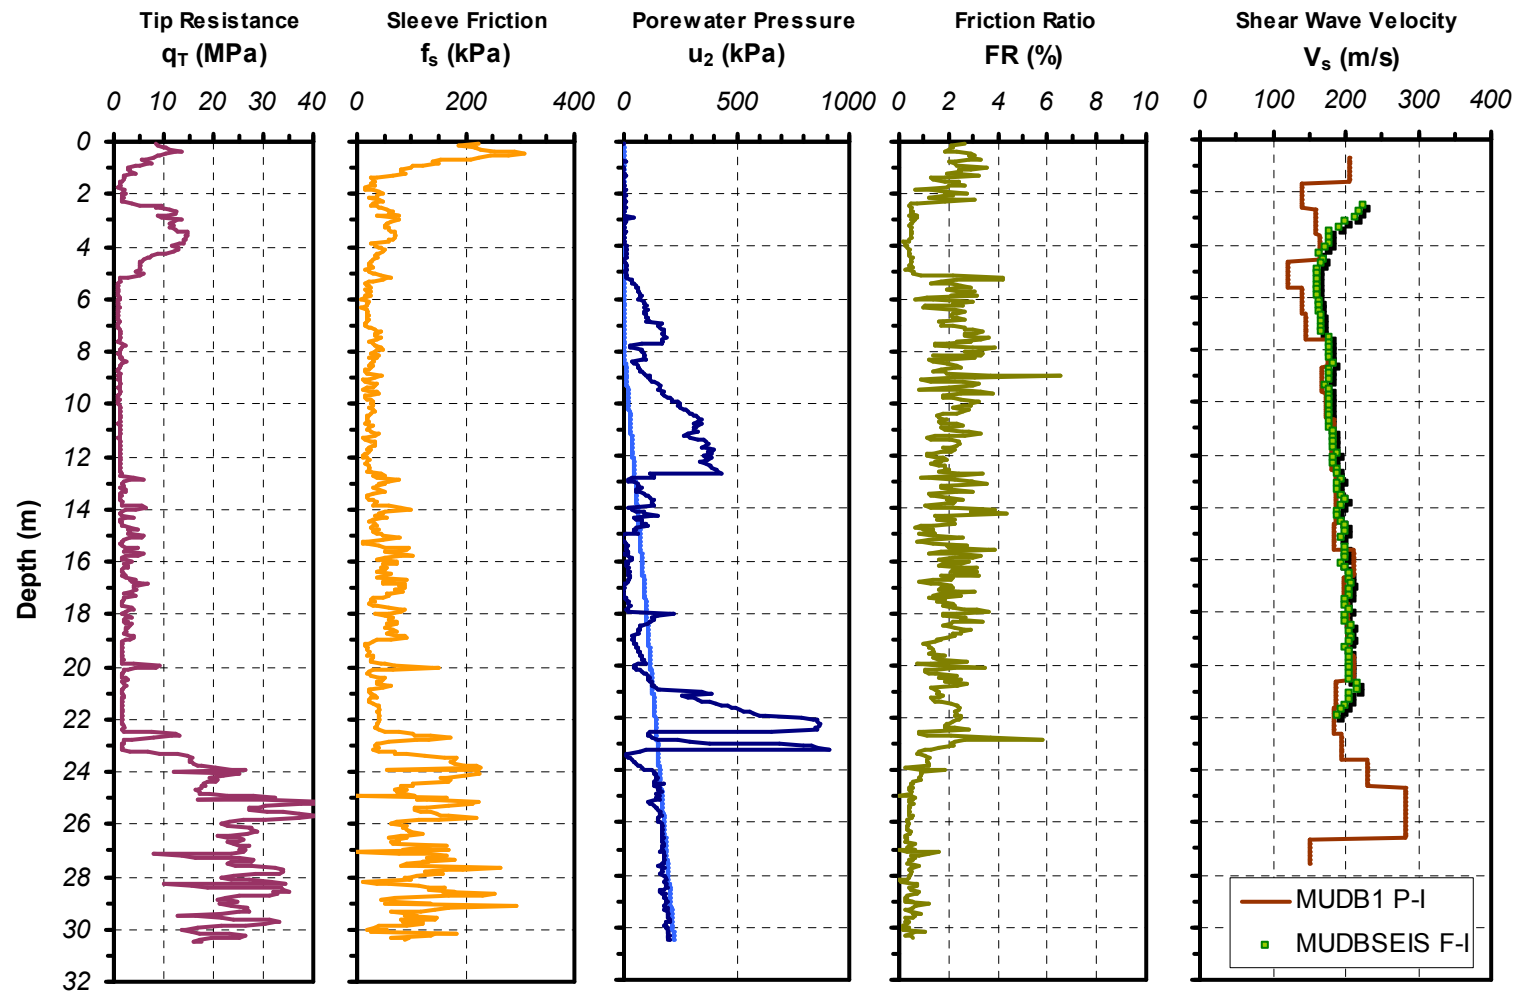 Tip Resistance
qT (MPa)
Sleeve Friction
fs (kPa)
Porewater Pressure
u2 (kPa)
Friction Ratio
FR (%)
Shear Wave Velocity
Vs (m/s)
0 10 20 30 40
0 200 400
0 500 1000
0 2 4 6 8 10
0 100 200 300 400
Depth (m)
0
2
4
6
8
10
12
14
16
18
20
22
24
26
28
30
32
MUDB1 P-I
MUDBSEIS F-I